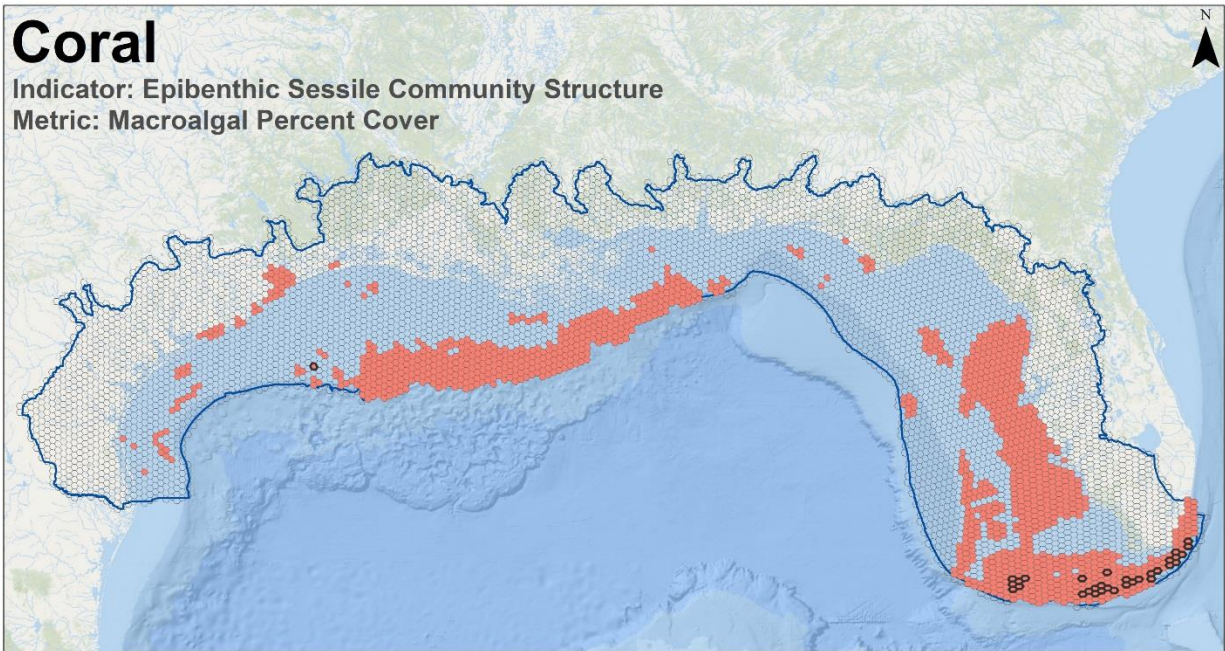 Coral
Indicator: Epibenthic Sessile Community Structure
Metric: Macroalgal Percent Cover
N